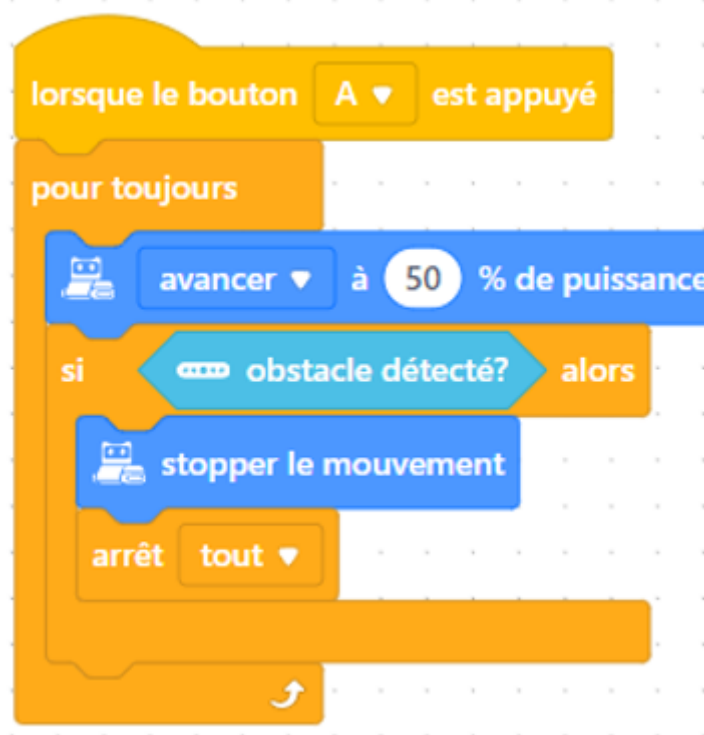 lorsque le bouton A est appuyé
pour toujours
avancer à 50 % de puissance
si obstacle détecté? alors
stopper le mouvement
arrêt tout